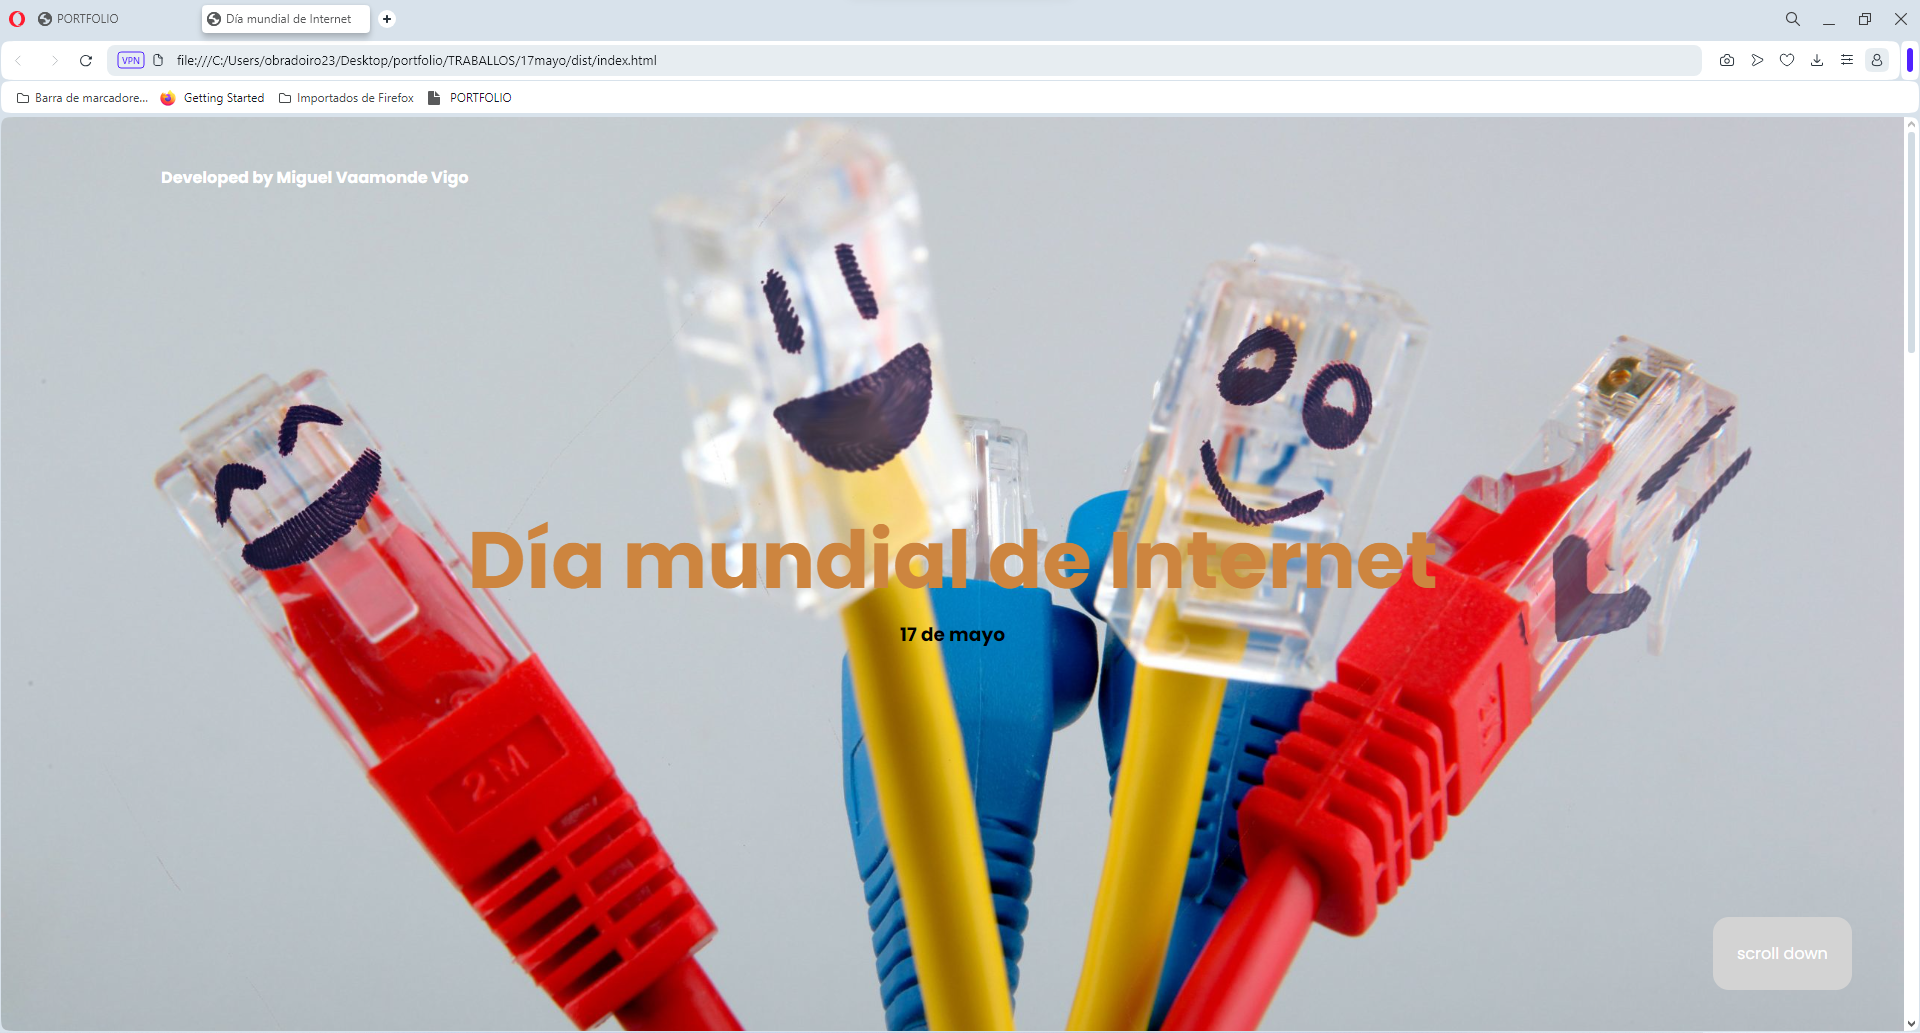 PORTFOLIO
Día mundial de Internet
VPN
file:///C:/Users/obradoiro23/Desktop/portfolio/TRABALLOS/17mayo/dist/index.html
Barra de marcadore...
Getting Started
Importados de Firefox
PORTFOLIO
Developed by Miguel Vaamonde Vigo
Día mundial de Internet
17 de mayo
2M
scroll down